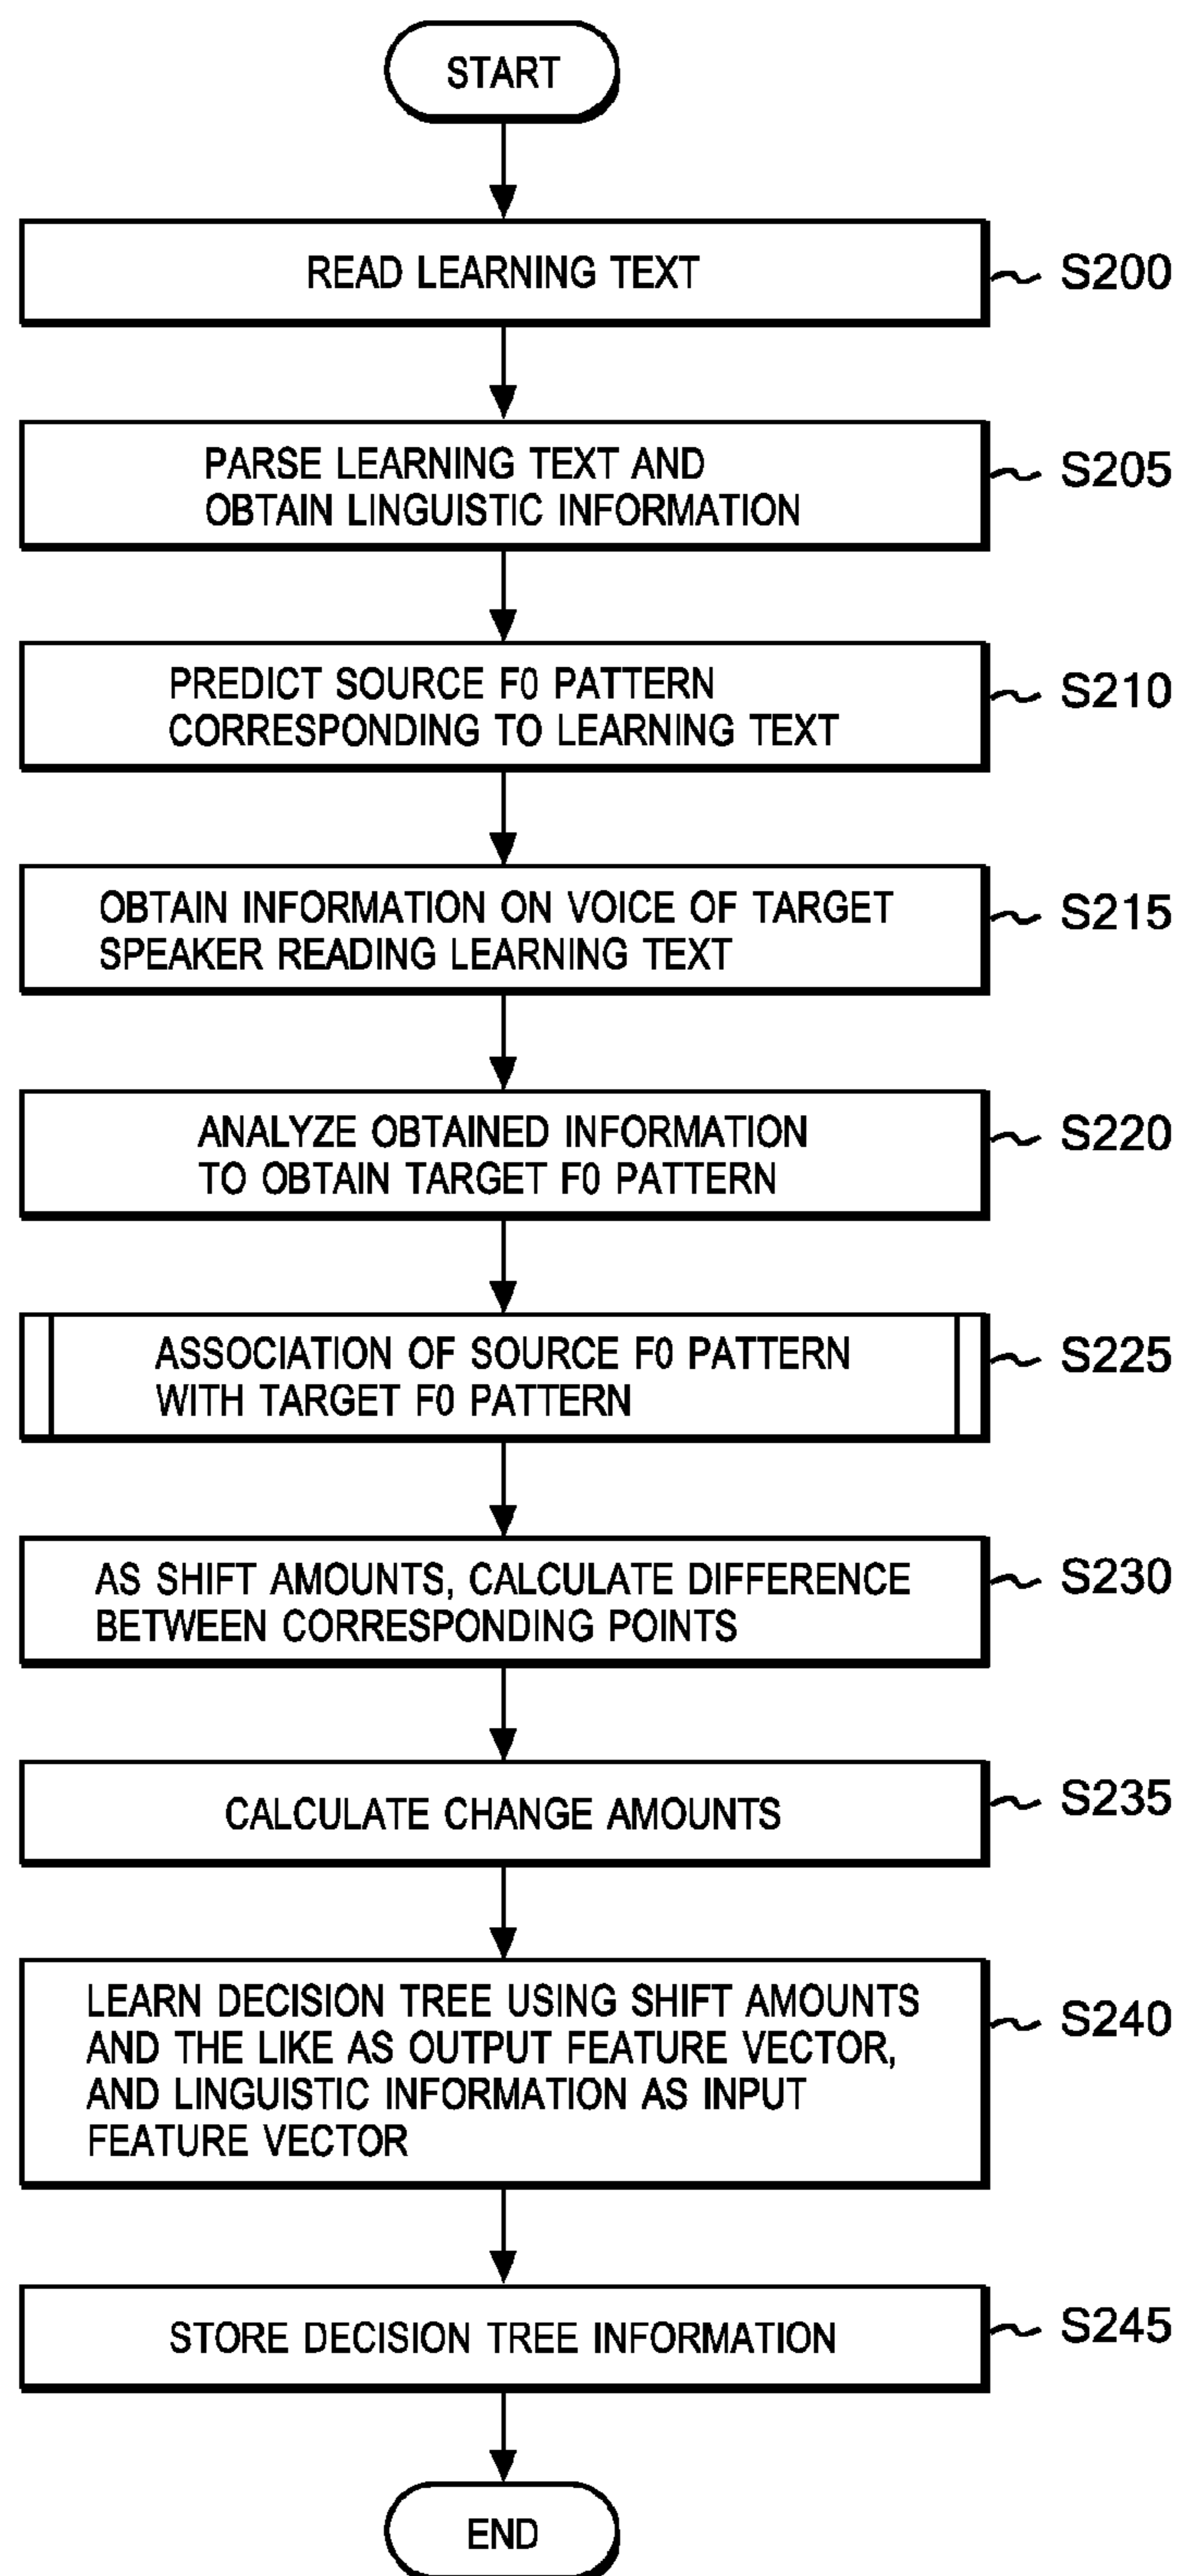 START
READ LEARNING TEXT
S200
PARSE LEARNING TEXT AND
OBTAIN LINGUISTIC INFORMATION
S205
PREDICT SOURCE F0 PATTERN
CORRESPONDING TO LEARNING TEXT
S210
OBTAIN INFORMATION ON VOICE OF TARGET
SPEAKER READING LEARNING TEXT
S215
ANALYZE OBTAINED INFORMATION
TO OBTAIN TARGET F0 PATTERN
S220
ASSOCIATION OF SOURCE F0 PATTERN
WITH TARGET F0 PATTERN
S225
AS SHIFT AMOUNTS, CALCULATE DIFFERENCE
BETWEEN CORRESPONDING POINTS
S230
CALCULATE CHANGE AMOUNTS
S235
LEARN DECISION TREE USING SHIFT AMOUNTS
AND THE LIKE AS OUTPUT FEATURE VECTOR,
AND LINGUISTIC INFORMATION AS INPUT
FEATURE VECTOR
S240
STORE DECISION TREE INFORMATION
S245
END